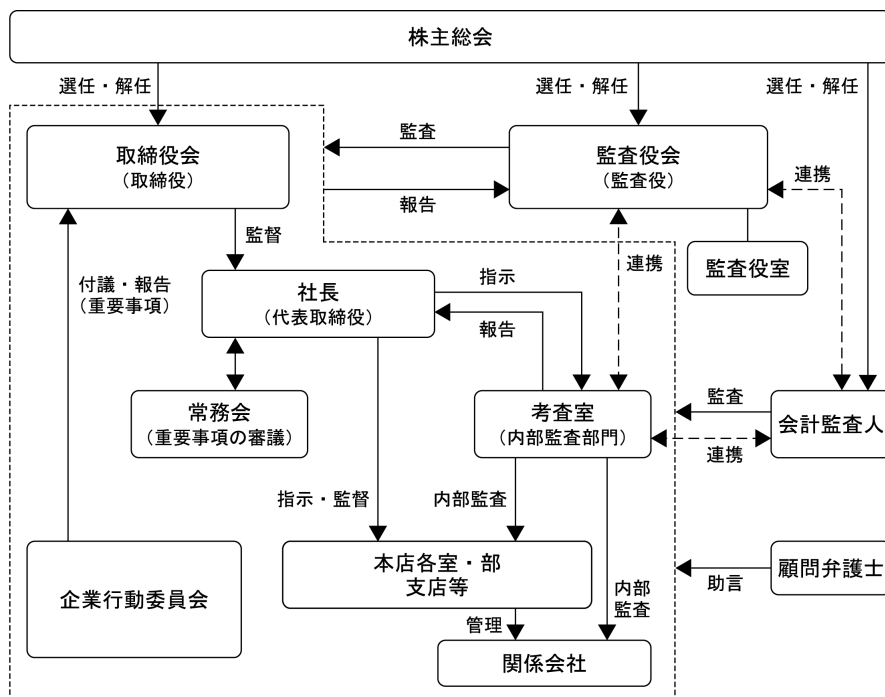 株主総会
選任・解任
選任・解任
選任・解任
取締役会
(取締役)
監査
監査役会
(監査役)
連携
報告
監督
監査役室
付議・報告
(重要事項)
社長
(代表取締役)
指示
連携
報告
常務会
(重要事項の審議)
考査室
(内部監査部門)
監査
会計監査人
連携
指示・監督
内部監査
企業行動委員会
本店各室・部
支店等
内部
監査
顧問弁護士
助言
管理
関係会社